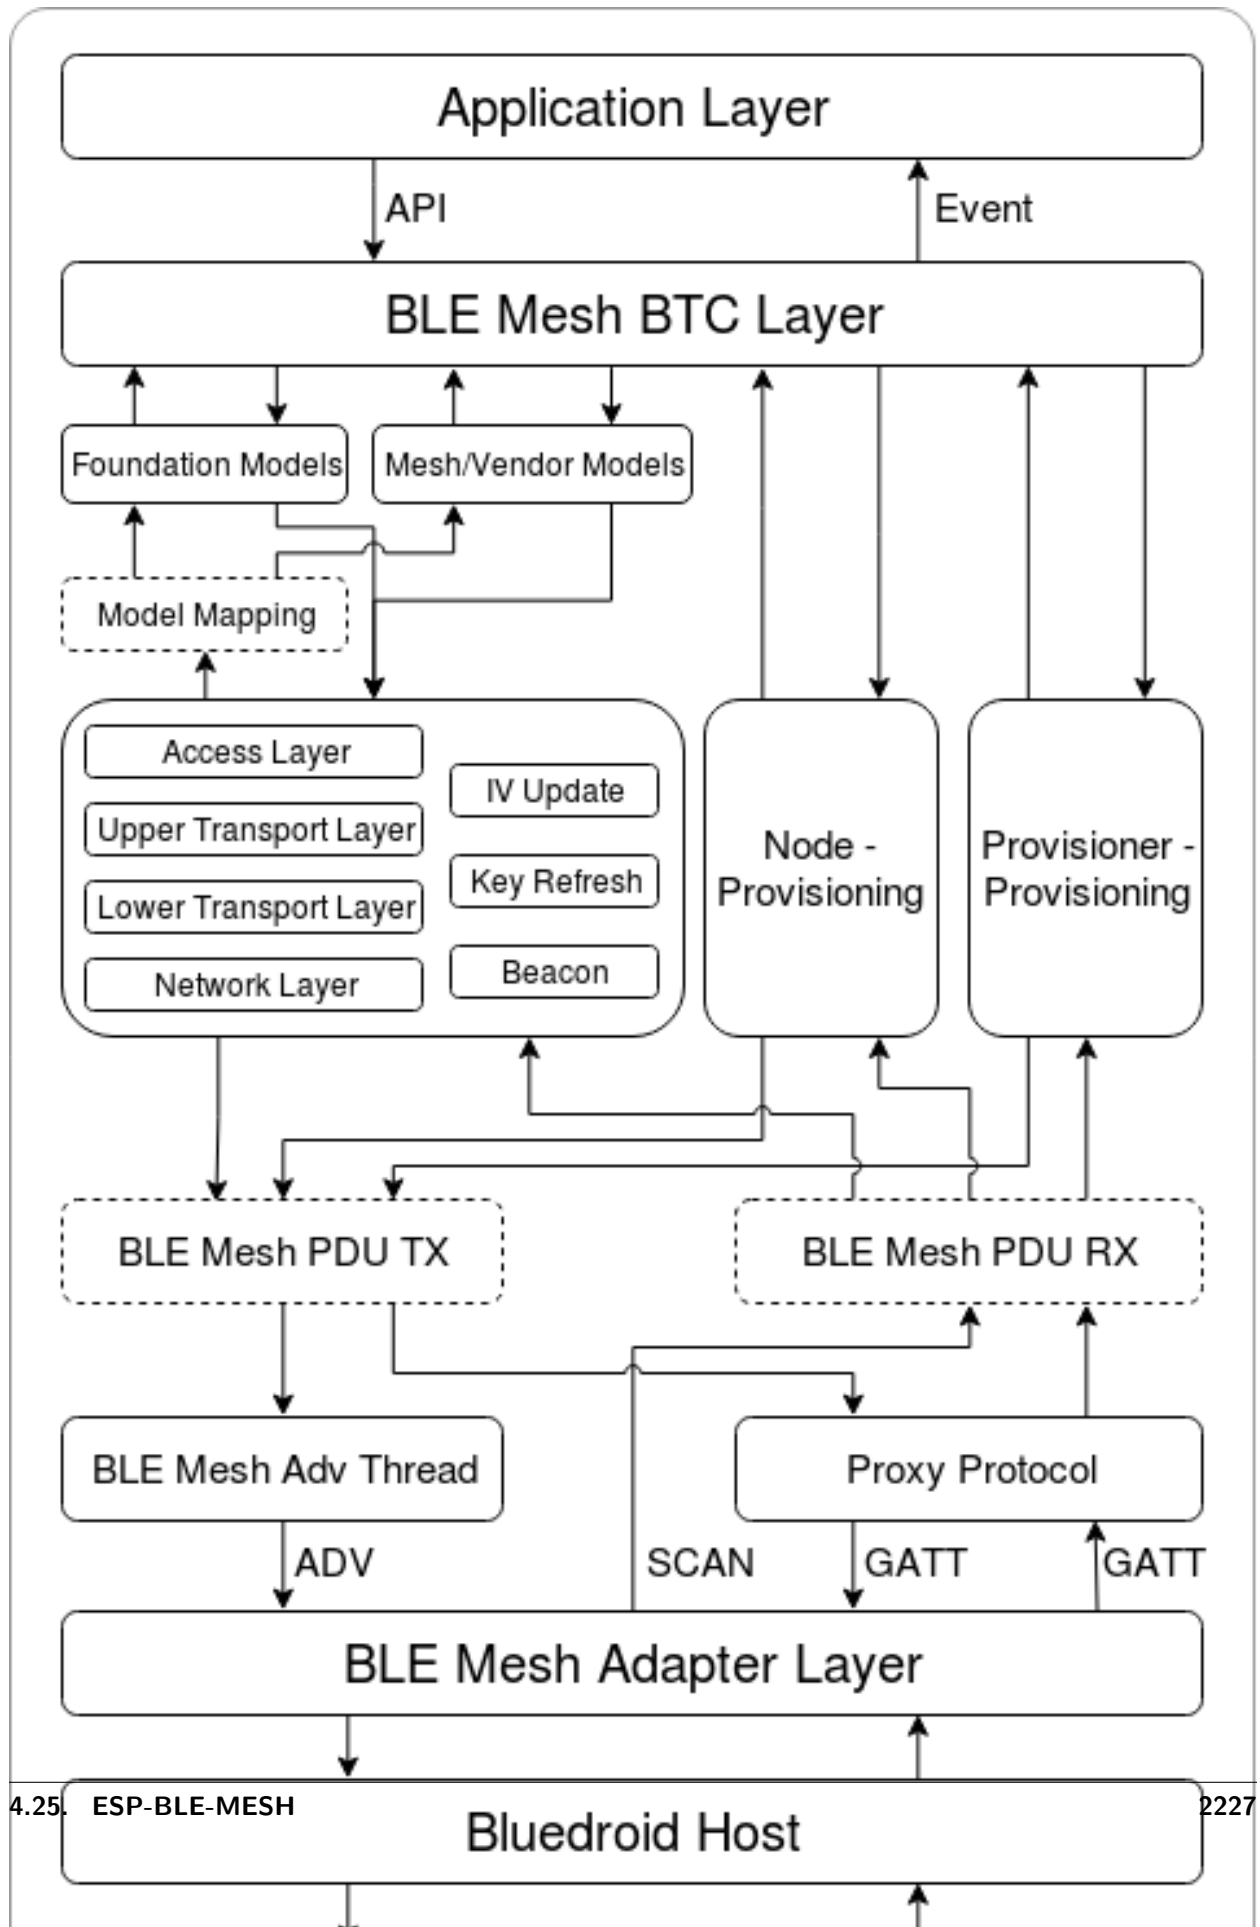 Application Layer
API
Event
BLE Mesh BTC Layer
Foundation Models
Mesh/Vendor Models
Model Mapping
Access Layer
Upper Transport Layer
Lower Transport Layer
Network Layer
IV Update
Key Refresh
Beacon
Node -
Provisioning
Provisioner -
Provisioning
BLE Mesh PDU TX
BLE Mesh PDU RX
BLE Mesh Adv Thread
Proxy Protocol
ADV
SCAN
GATT
GATT
BLE Mesh Adapter Layer
4.25. ESP-BLE-MESH
2227
Bluedroid Host